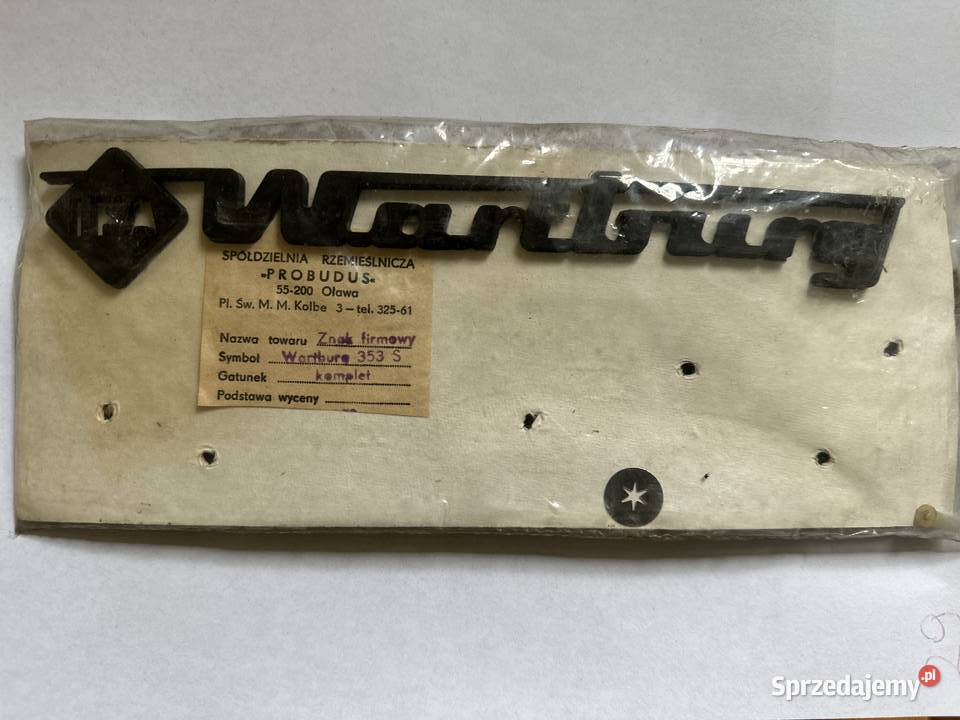 Wartburg
SPÓŁDZIELNIA RZEMIEŚLNICZA
»PROBUDUS«
55-200 Oława
Pl. Św. M. M. Kolbe 3 – tel. 325-61
Nazwa towaru Znak firmowy
Symbol Wartburg 353 S
Gatunek komplet
Podstawa wyceny
Sprzedajemy.pl